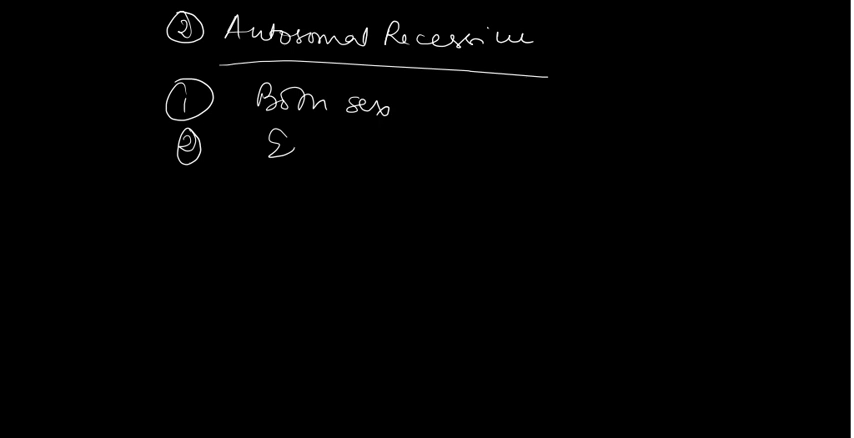 ② Autosomal Recessive
① Both sex
② Σ